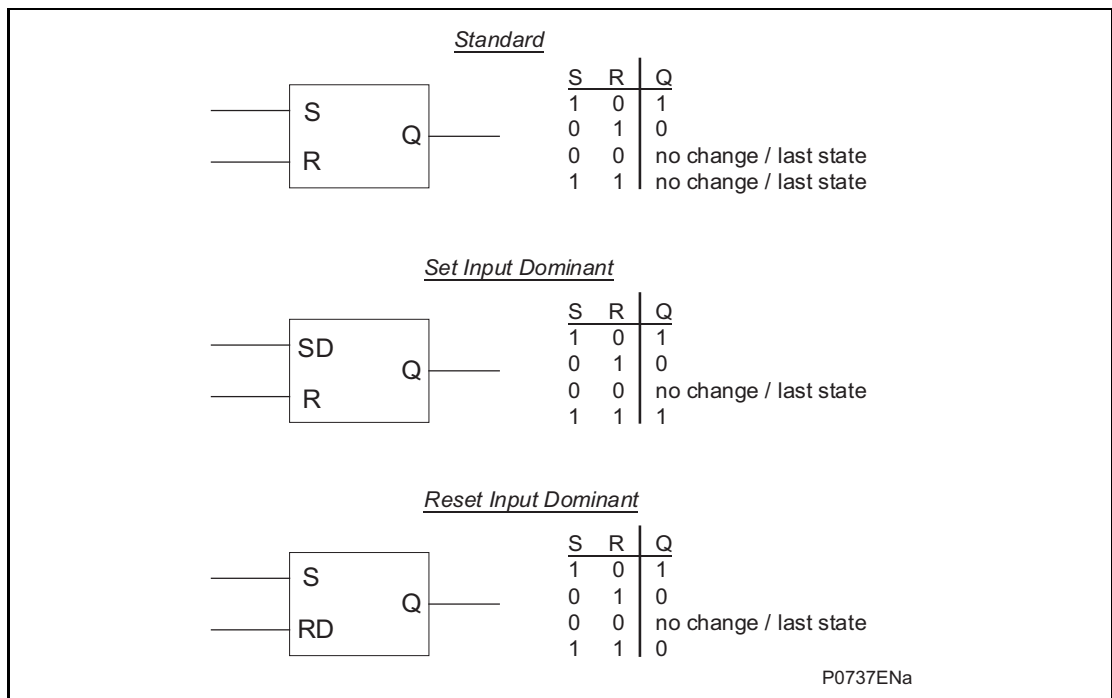 Standard
S R Q
1 0 1
0 1 0
0 0 no change / last state
1 1 no change / last state
S
R
Q
Set Input Dominant
S R Q
1 0 1
0 1 0
0 0 no change / last state
1 1 1
SD
R
Q
Reset Input Dominant
S R Q
1 0 1
0 1 0
0 0 no change / last state
1 1 0
S
RD
Q
P0737ENa